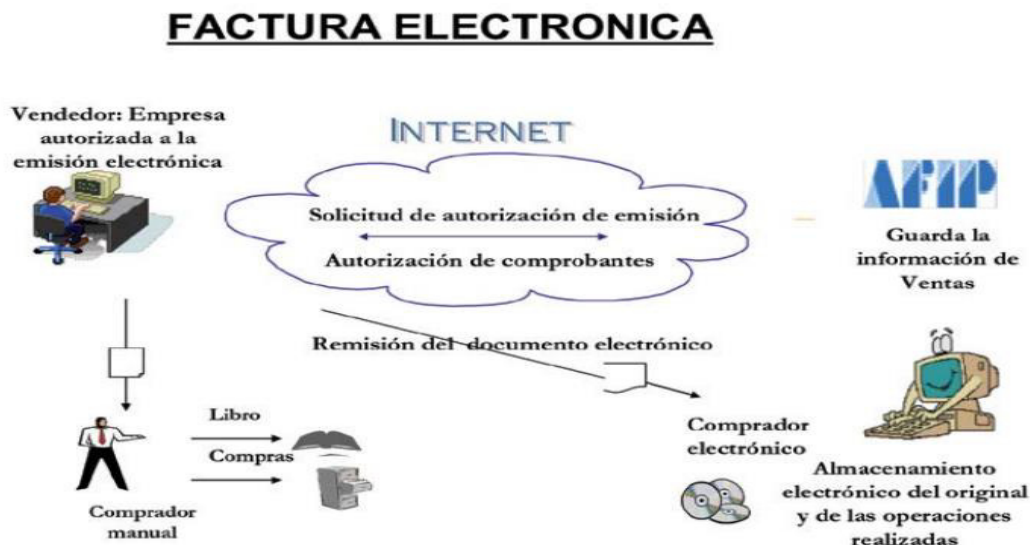 FACTURA ELECTRONICA
Vendedor: Empresa
autorizada a la
emisión electrónica
INTERNET
Solicitud de autorización de emisión
Autorización de comprobantes
AFIP
Guarda la
información de
Ventas
Remisión del documento electrónico
Libro
Compras
Comprador
manual
Comprador
electrónico
Almacenamiento
electrónico del original
y de las operaciones
realizadas